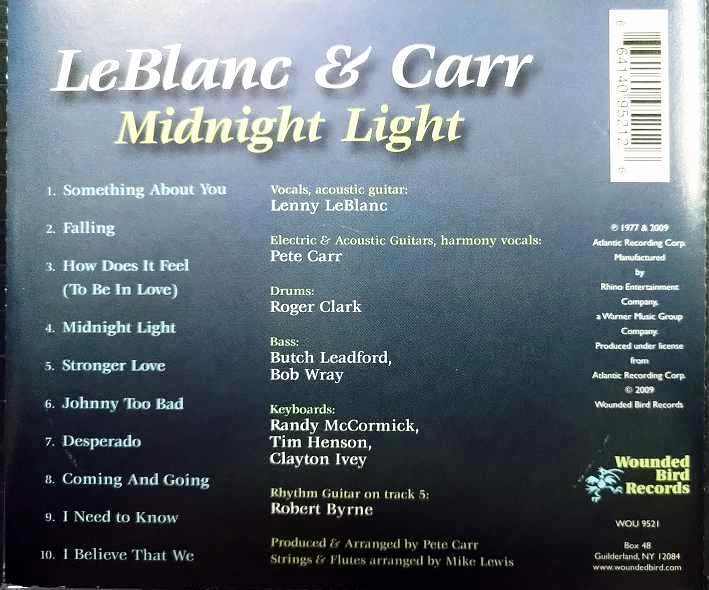 LeBlanc & Carr
Midnight Light
1. Something About You
2. Falling
3. How Does It Feel
(To Be In Love)
4. Midnight Light
5. Stronger Love
6. Johnny Too Bad
7. Desperado
8. Coming And Going
9. I Need to Know
10. I Believe That We
Vocals, acoustic guitar:
Lenny LeBlanc
Electric & Acoustic Guitars, harmony vocals:
Pete Carr
Drums:
Roger Clark
Bass:
Butch Leadford,
Bob Wray
Keyboards:
Randy McCormick,
Tim Henson,
Clayton Ivey
Rhythm Guitar on track 5:
Robert Byrne
Produced & Arranged by Pete Carr
Strings & Flutes arranged by Mike Lewis
6 64140 95212 6
℗ 1977 & 2009
Atlantic Recording Corp.
Manufactured
by
Rhino Entertainment
Company,
a Warner Music Group
Company.
Produced under license
from
Atlantic Recording Corp.
© 2009
Wounded Bird Records
Wounded
Bird
Records
WOU 9521
Box 48
Guilderland, NY 12084
www.woundedbird.com